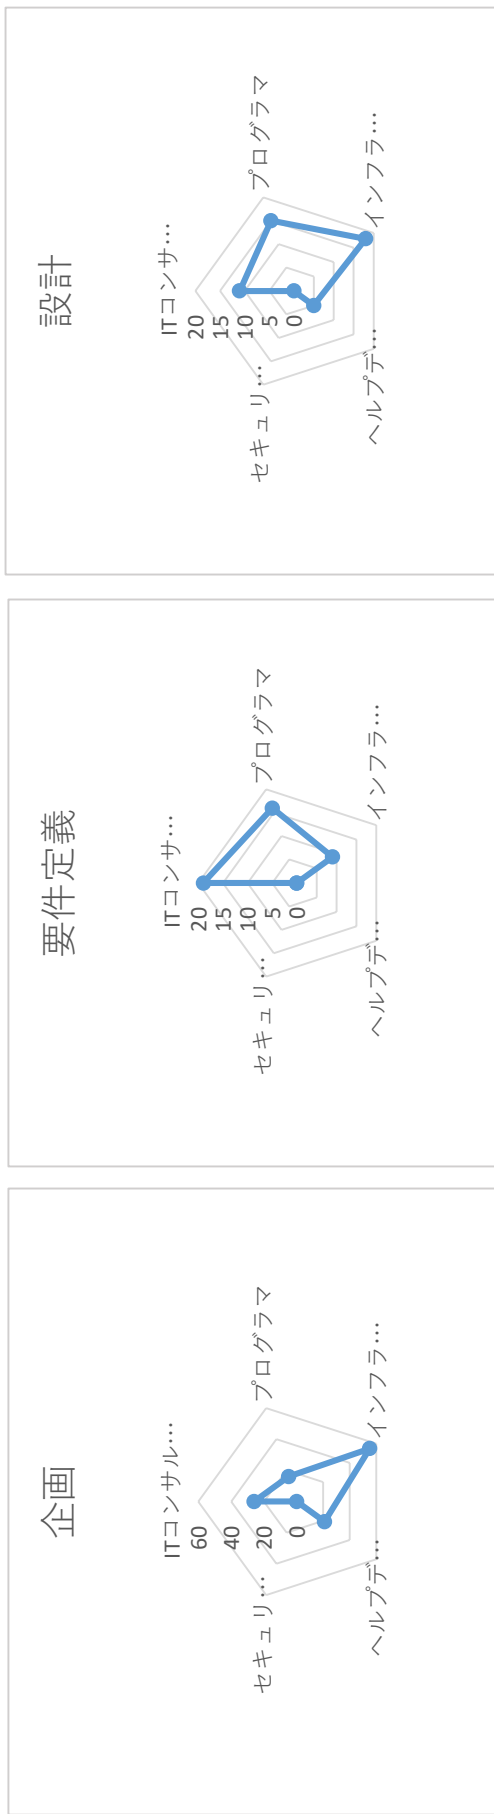 企画
ITコンサル…
60
40
20
0
プログラマ
インフラ…
ヘルプデ…
セキュリ…
要件定義
ITコンサ…
20
15
10
5
0
プログラマ
インフラ…
ヘルプデ…
セキュリ…
設計
ITコンサ…
20
15
10
5
0
プログラマ
インフラ…
ヘルプデ…
セキュリ…